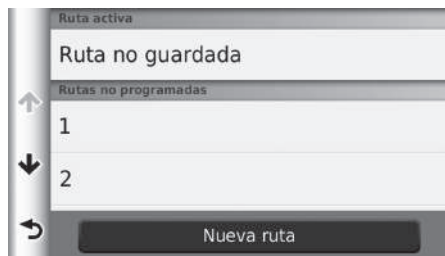 Ruta activa
Ruta no guardada
Rutas no programadas
1
2
Nueva ruta